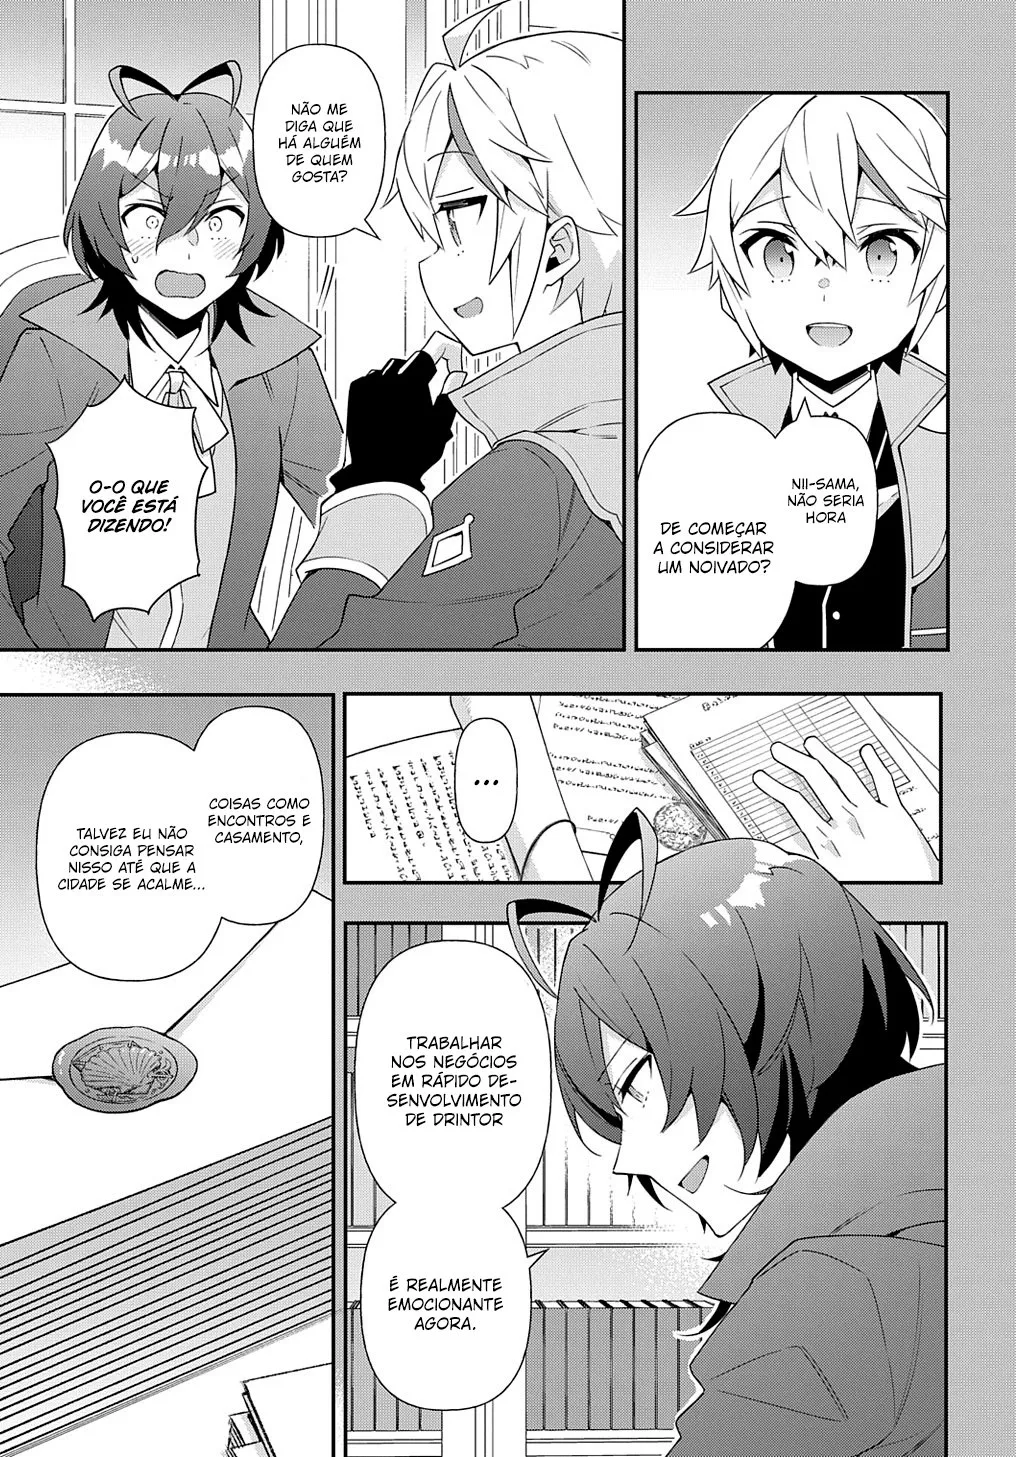 NII-SAMA,
NÃO SERIA
HORA
DE COMEÇAR
A CONSIDERAR
UM NOIVADO?
NÃO ME
DIGA QUE
HÁ ALGUÉM
DE QUEM
GOSTA?
O-O QUE
VOCÊ ESTÁ
DIZENDO!
...
TRABALHAR
NOS NEGÓCIOS
EM RÁPIDO DE-
SENVOLVIMENTO
DE DRINTOR
É REALMENTE
EMOCIONANTE
AGORA.
COISAS COMO
ENCONTROS E
CASAMENTO,
TALVEZ EU NÃO
CONSIGA PENSAR
NISSO ATÉ QUE A
CIDADE SE ACALME...